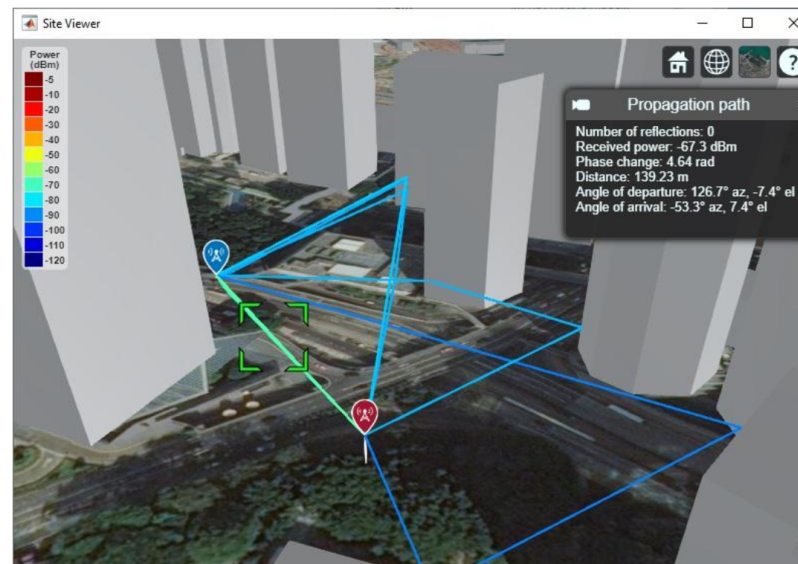 Site Viewer
Power
(dBm)
-5
-10
-20
-30
-40
-50
-60
-70
-80
-90
-100
-110
-120
?
Propagation path
Number of reflections: 0
Received power: -67.3 dBm
Phase change: 4.64 rad
Distance: 139.23 m
Angle of departure: 126.7° az, -7.4° el
Angle of arrival: -53.3° az, 7.4° el